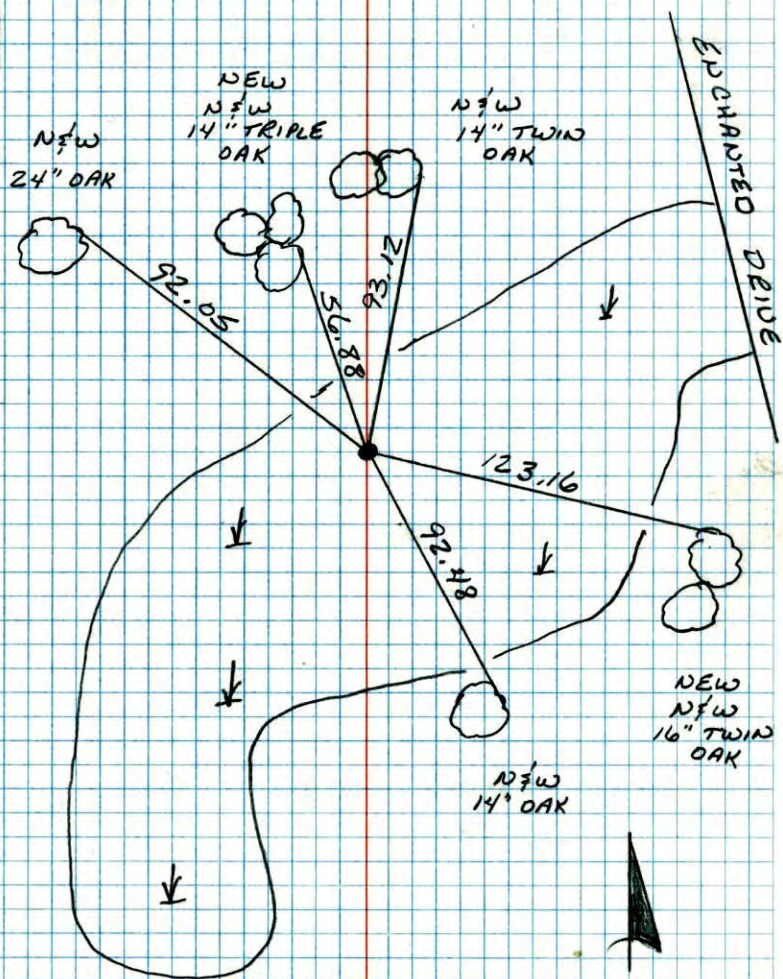 NEW
N&W
14" TRIPLE
OAK
N&W
14" TWIN
OAK
N&W
24" OAK
ENCHANTED DRIVE
92.05
56.88
93.12
123.16
92.48
NEW
N&W
16" TWIN
OAK
N&W
14" OAK